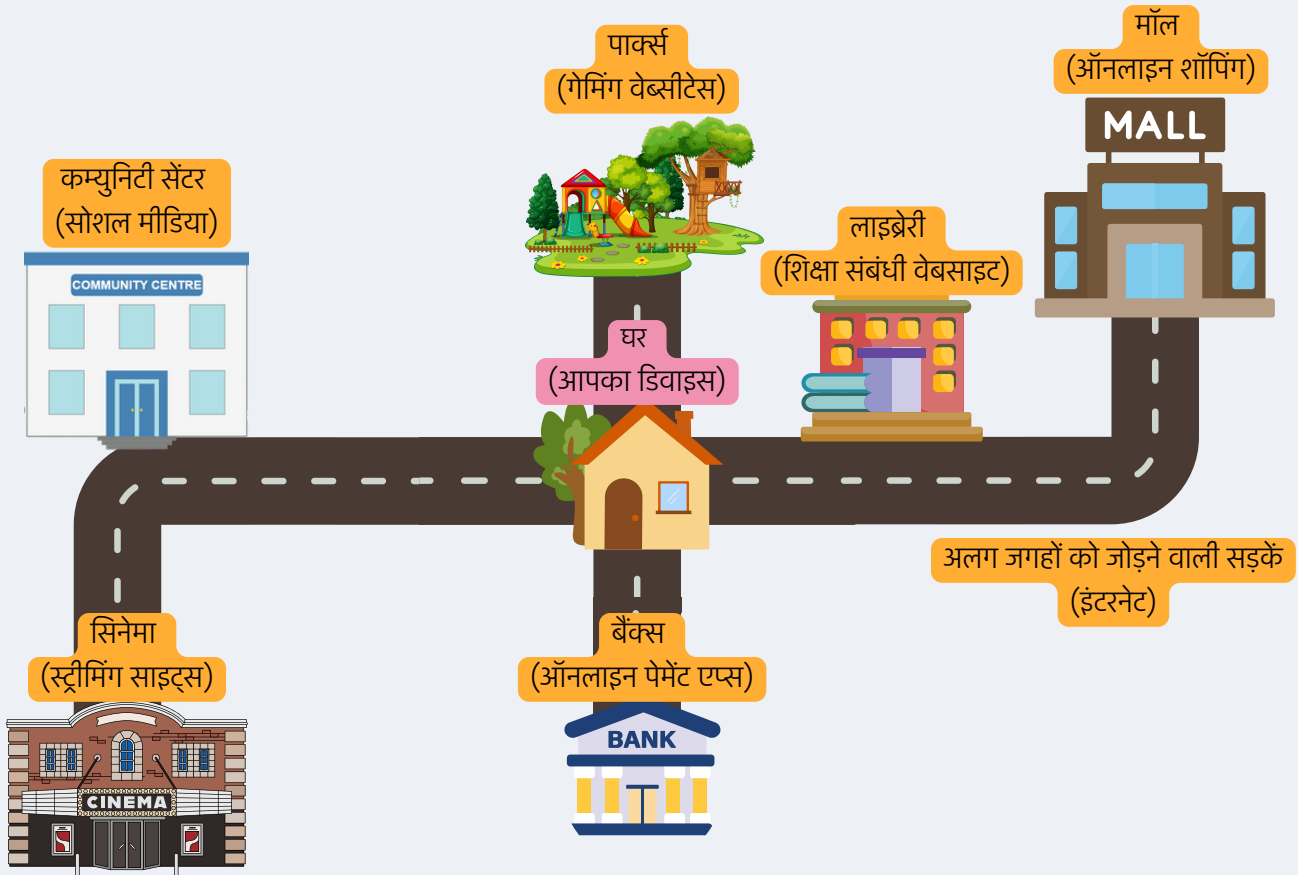 पार्क्स
(गेमिंग वेब्सीटेस)
मॉल
(ऑनलाइन शॉपिंग)
MALL
कम्युनिटी सेंटर
(सोशल मीडिया)
COMMUNITY CENTRE
लाइब्रेरी
(शिक्षा संबंधी वेबसाइट)
घर
(आपका डिवाइस)
अलग जगहों को जोड़ने वाली सड़कें
(इंटरनेट)
सिनेमा
(स्ट्रीमिंग साइट्स)
CINEMA
बैंक्स
(ऑनलाइन पेमेंट एप्स)
BANK